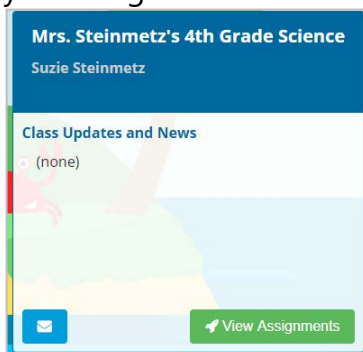 Mrs. Steinmetz's 4th Grade Science
Suzie Steinmetz
Class Updates and News
(none)
View Assignments